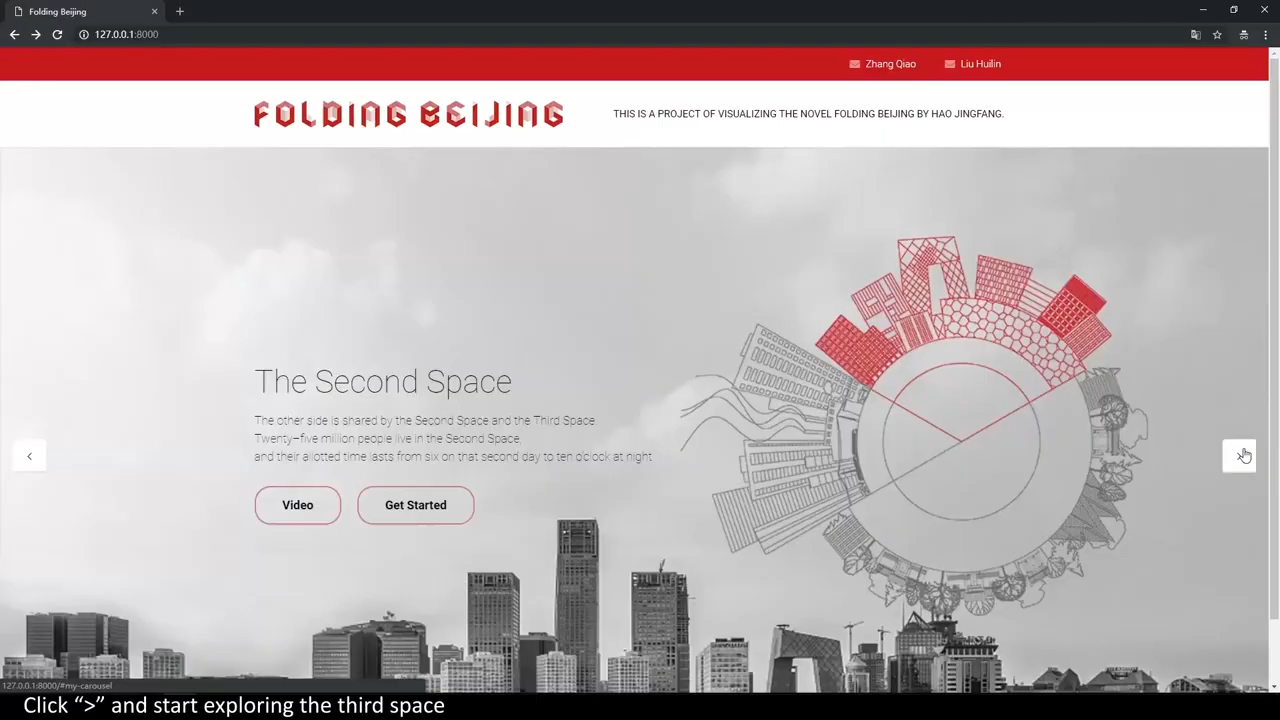 Folding Beijing
127.0.0.1:8000
Zhang Qiao
Liu Huilin
FOLDING BEIJING
THIS IS A PROJECT OF VISUALIZING THE NOVEL FOLDING BEIJING BY HAO JINGFANG.
The Second Space
The other side is shared by the Second Space and the Third Space.
Twenty-five million people live in the Second Space,
and their allotted time lasts from six on that second day to ten o'clock at night.
Video
Get Started
127.0.0.1:8000/#my-carousel
Click “>” and start exploring the third space